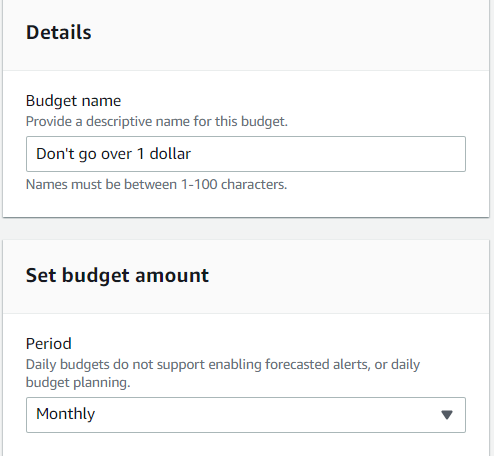 Details
Budget name
Provide a descriptive name for this budget.
Don't go over 1 dollar
Names must be between 1-100 characters.
Set budget amount
Period
Daily budgets do not support enabling forecasted alerts, or daily
budget planning.
Monthly